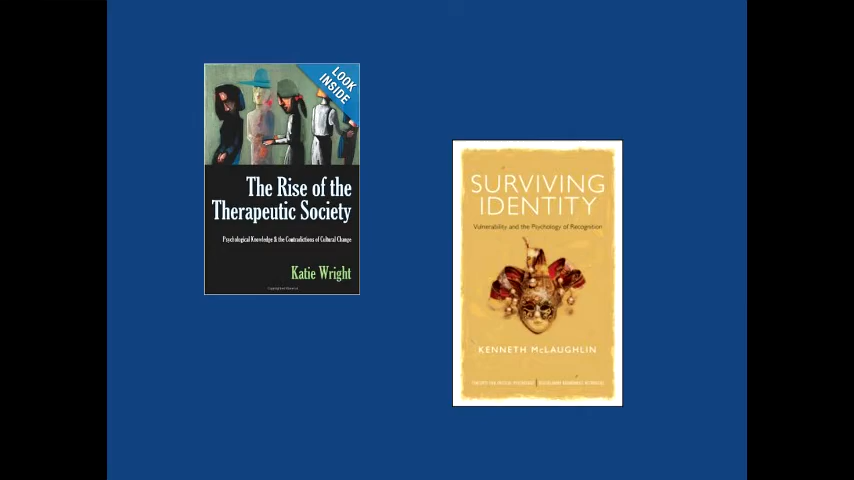 LOOK
INSIDE
The Rise of the
Therapeutic Society
Psychological Knowledge & the Contradictions of Cultural Change
Katie Wright
SURVIVING
IDENTITY
Vulnerability and the Psychology of Recognition
KENNETH McLAUGHLIN